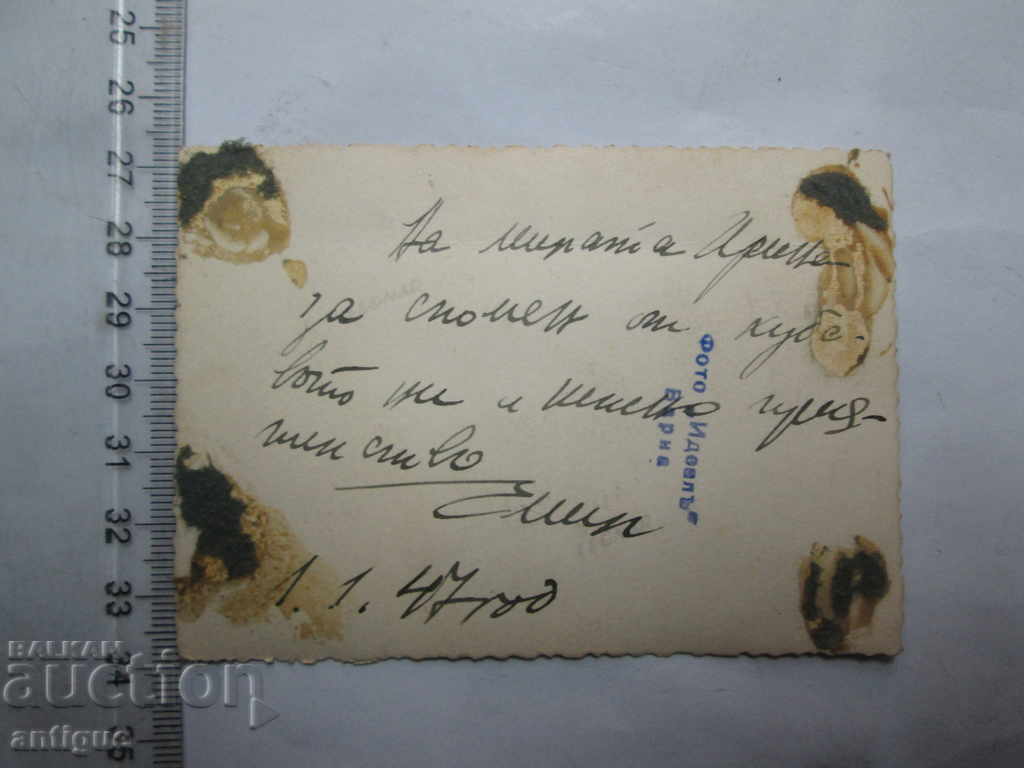 На милата Ирина
за спомен от хубе-
вото ни и нежно прия-
телство
Емил
1. 1. 47 год
Фото „Идеалъ“
Варна
25
26
27
28
29
30
31
32
33
34
35
BALKAN
auction
antique